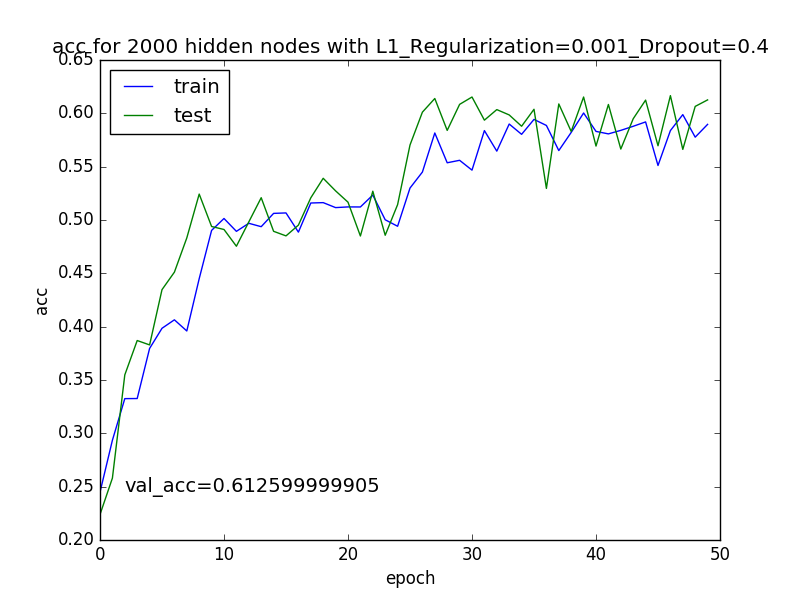 acc for 2000 hidden nodes with L1_Regularization=0.001_Dropout=0.4
0.65
train
test
0.60
0.55
0.50
0.45
0.40
acc
0.35
0.30
0.25
val_acc=0.612599999905
0.20
0 10 20 30 40 50
epoch